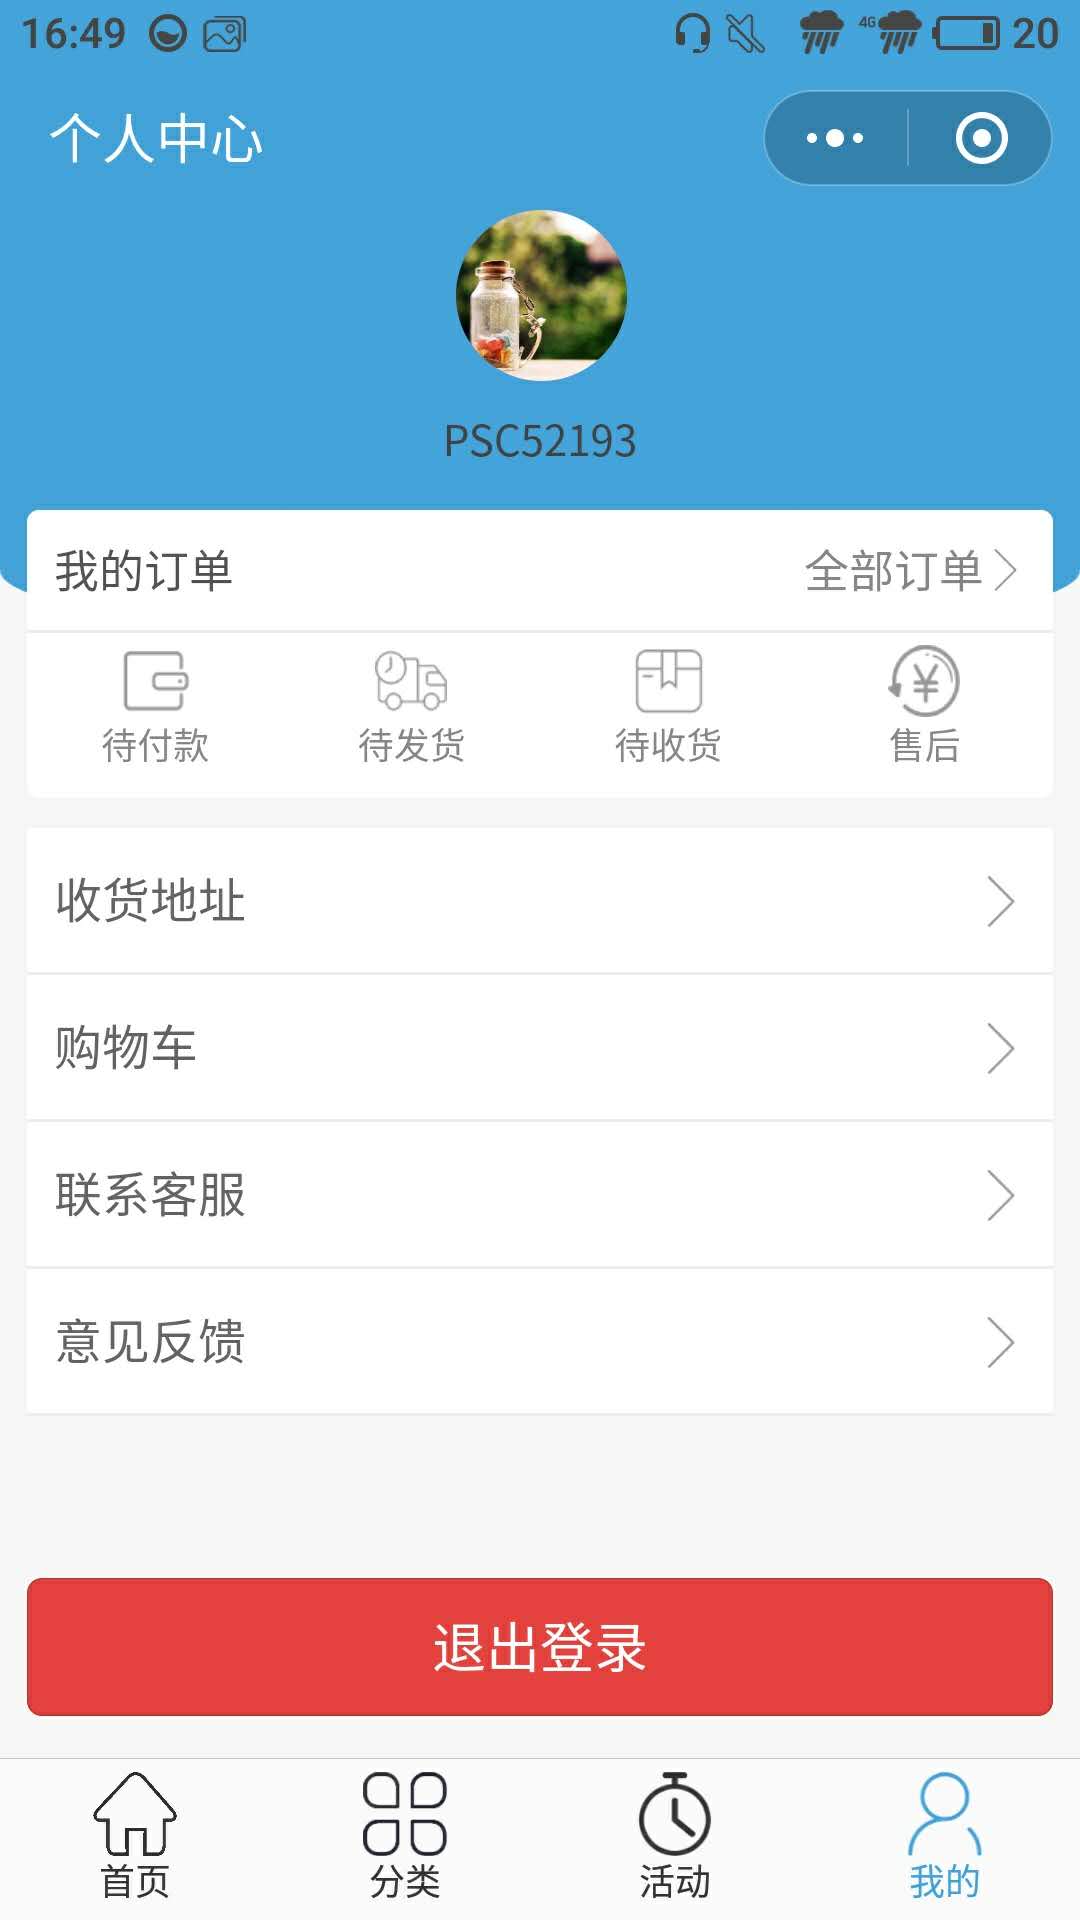 16:49 4G 20
个人中心
PSC52193
我的订单 全部订单
待付款 待发货 待收货 售后
收货地址
购物车
联系客服
意见反馈
退出登录
首页 分类 活动 我的